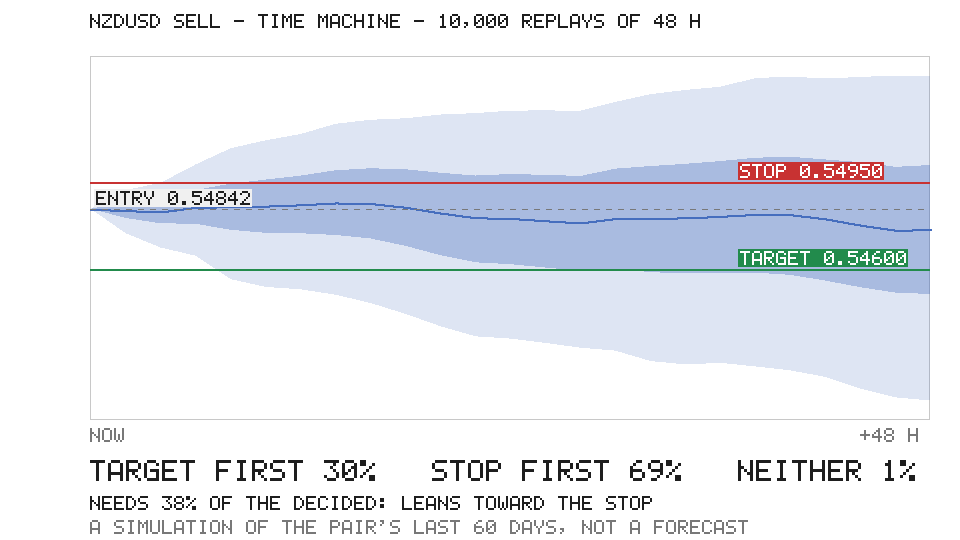 NZDUSD SELL - TIME MACHINE - 10,000 REPLAYS OF 48 H
STOP 0.54950
ENTRY 0.54842
TARGET 0.54600
NOW +48 H
TARGET FIRST 30% STOP FIRST 69% NEITHER 1%
NEEDS 38% OF THE DECIDED: LEANS TOWARD THE STOP
A SIMULATION OF THE PAIR'S LAST 60 DAYS, NOT A FORECAST